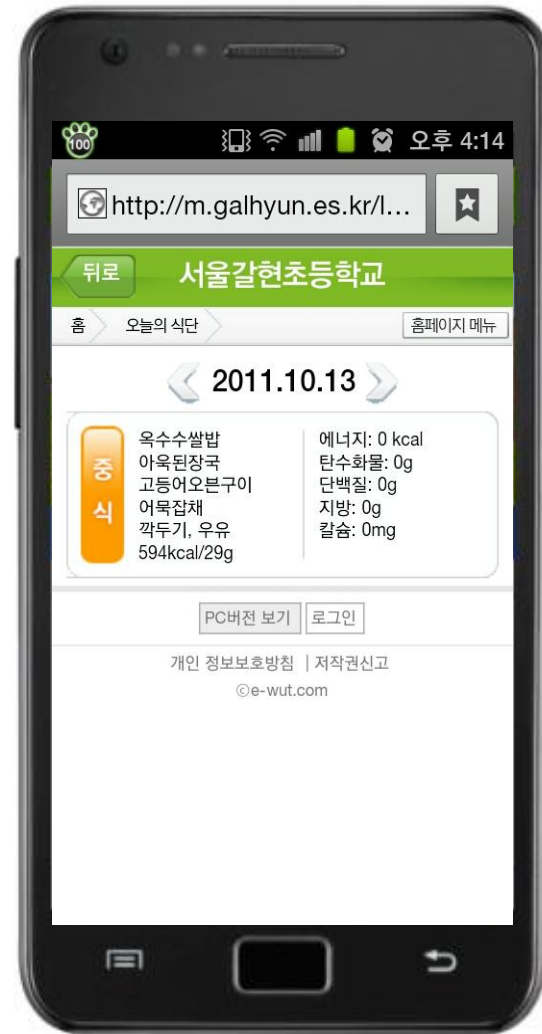 100
오후 4:14
http://m.galhyun.es.kr/l...
뒤로
서울갈현초등학교
홈
오늘의 식단
홈페이지 메뉴
2011.10.13
중식
옥수수쌀밥
아욱된장국
고등어오븐구이
어묵잡채
깍두기, 우유
594kcal/29g
에너지: 0 kcal
탄수화물: 0g
단백질: 0g
지방: 0g
칼슘: 0mg
PC버전 보기
로그인
개인 정보보호방침 | 저작권신고
ⓒe-wut.com